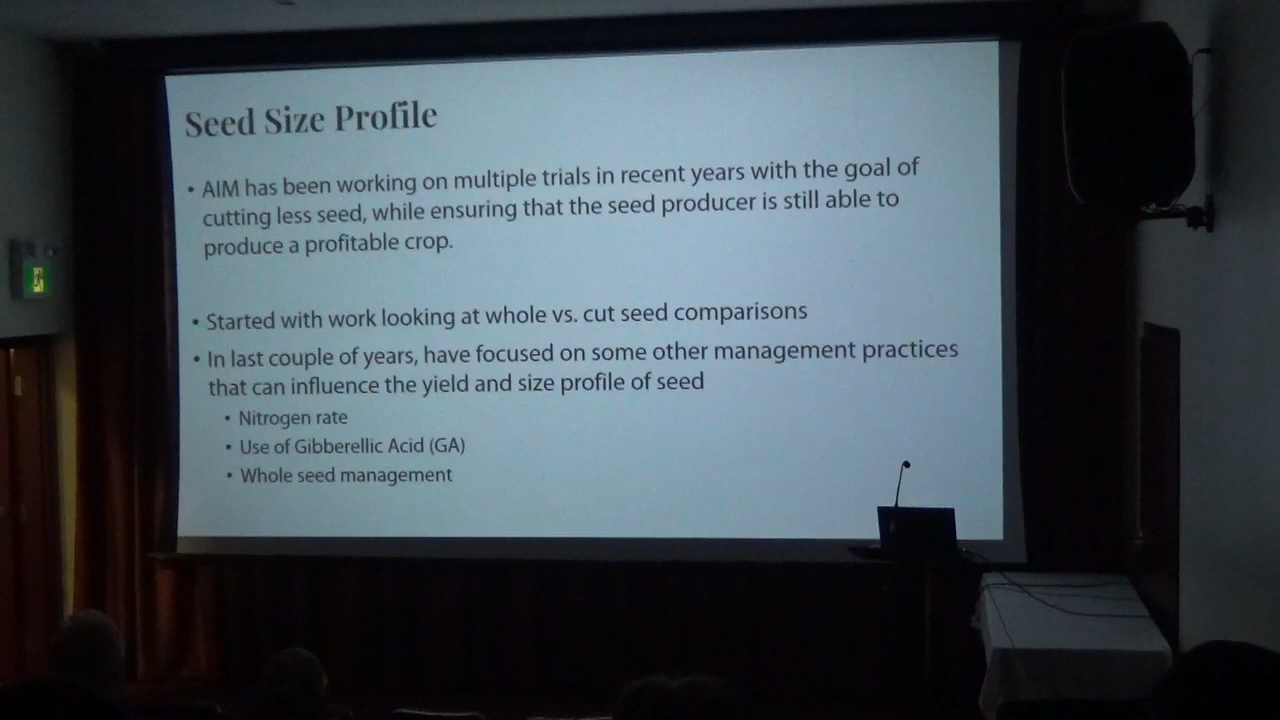 Seed Size Profile
• AIM has been working on multiple trials in recent years with the goal of
cutting less seed, while ensuring that the seed producer is still able to
produce a profitable crop.
• Started with work looking at whole vs. cut seed comparisons
• In last couple of years, have focused on some other management practices
that can influence the yield and size profile of seed
• Nitrogen rate
• Use of Gibberellic Acid (GA)
• Whole seed management